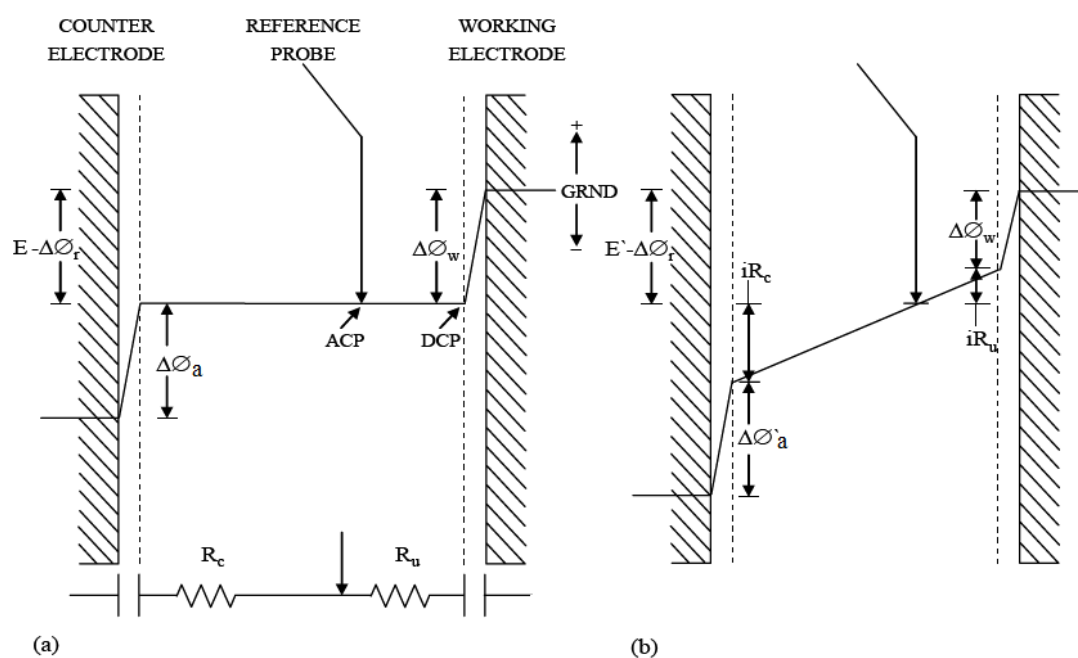 (a)
COUNTER
ELECTRODE
REFERENCE
PROBE
WORKING
ELECTRODE
+
GRND
−
E -Δ∅r
Δ∅w
ACP
DCP
Δ∅a
Rc
Ru
(a)
E`-Δ∅r
iRc
Δ∅w
iRu
Δ∅`a
(b)